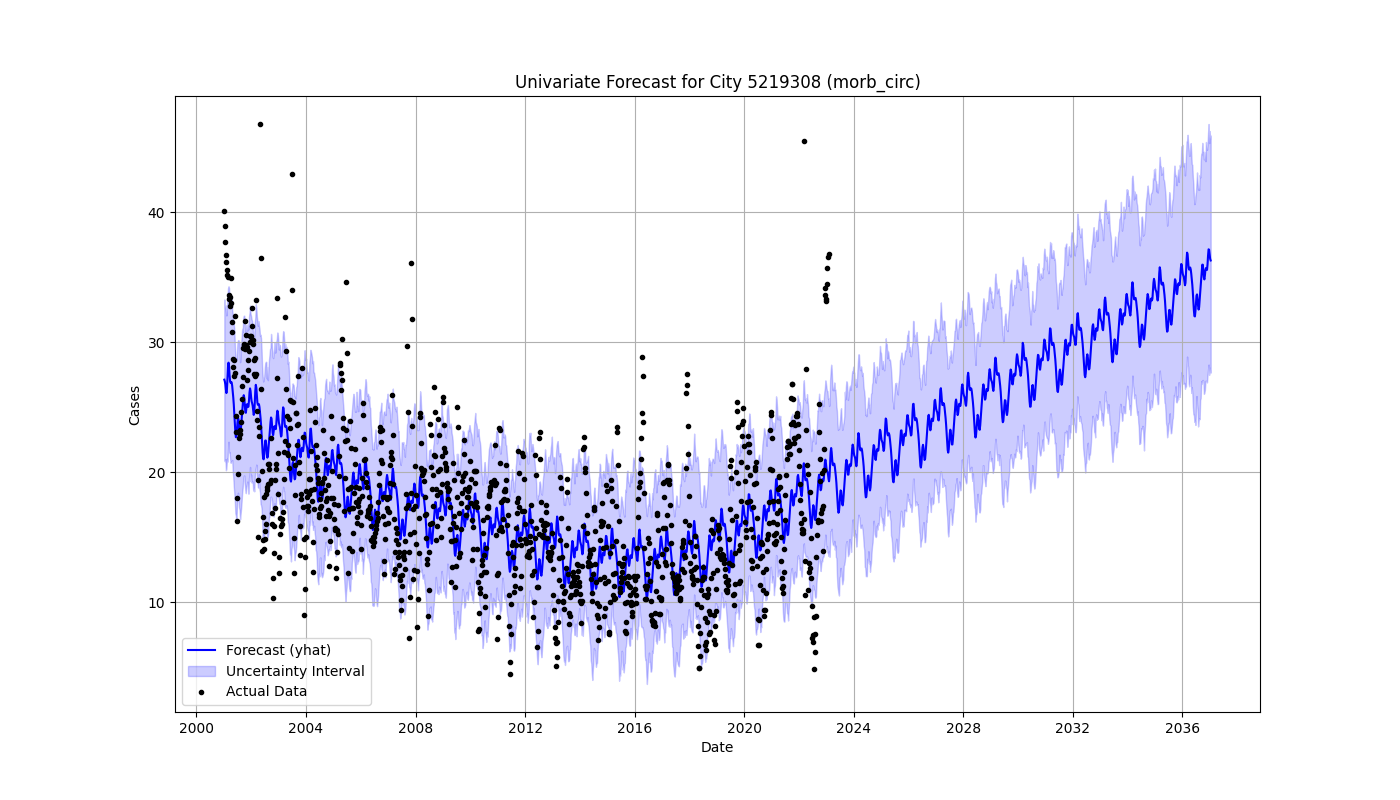 Univariate Forecast for City 5219308 (morb_circ)
Cases
40
30
20
10
Forecast (yhat)
Uncertainty Interval
Actual Data
2000 2004 2008 2012 2016 2020 2024 2028 2032 2036
Date